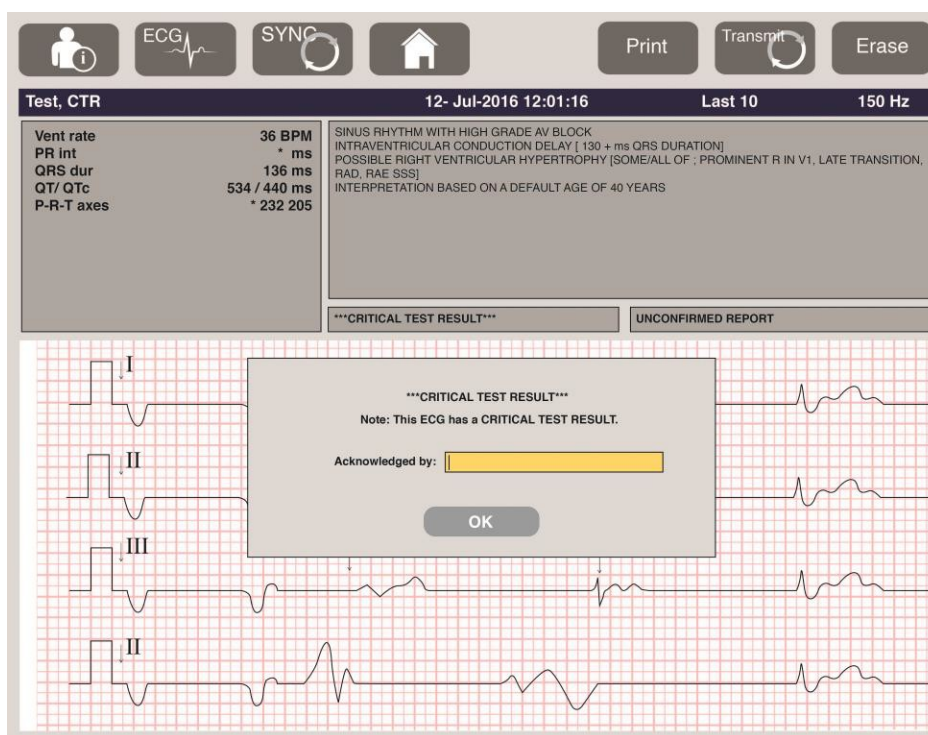 ECG
SYNC
Print
Transmit
Erase
Test, CTR
12- Jul-2016 12:01:16
Last 10
150 Hz
Vent rate 36 BPM
PR int * ms
QRS dur 136 ms
QT/ QTc 534 / 440 ms
P-R-T axes * 232 205
SINUS RHYTHM WITH HIGH GRADE AV BLOCK
INTRAVENTRICULAR CONDUCTION DELAY [ 130 + ms QRS DURATION]
POSSIBLE RIGHT VENTRICULAR HYPERTROPHY [SOME/ALL OF ; PROMINENT R IN V1, LATE TRANSITION,
RAD, RAE SSS]
INTERPRETATION BASED ON A DEFAULT AGE OF 40 YEARS
***CRITICAL TEST RESULT***
UNCONFIRMED REPORT
I
***CRITICAL TEST RESULT***
Note: This ECG has a CRITICAL TEST RESULT.
II
Acknowledged by:
OK
III
II